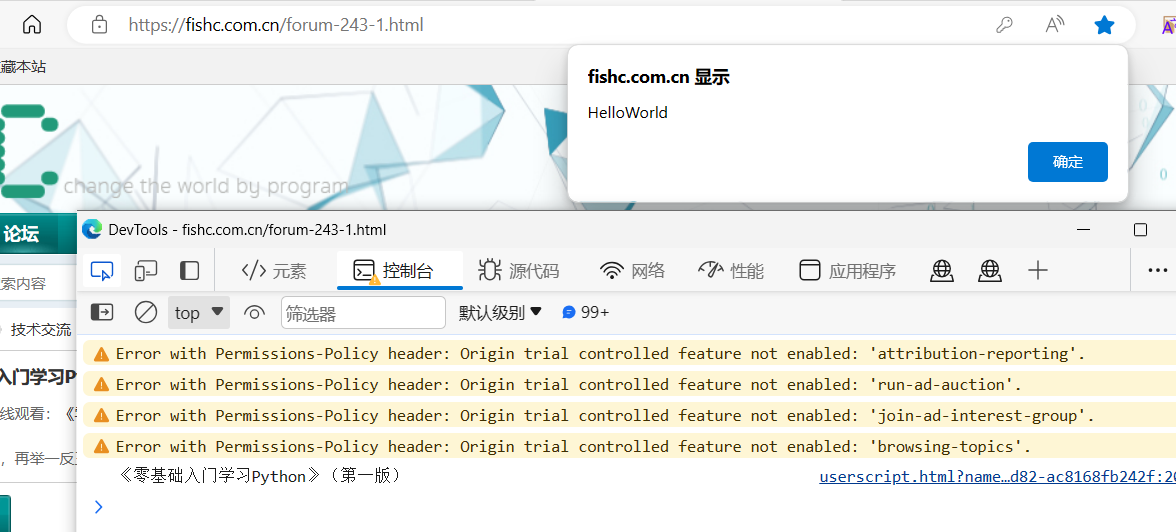 https://fishc.com.cn/forum-243-1.html
藏本站
fishc.com.cn 显示
HelloWorld
确定
change the world by program
论坛
DevTools - fishc.com.cn/forum-243-1.html
索内容
元素 控制台 源代码 网络 性能 应用程序
top 筛选器 默认级别 99+
技术交流
Error with Permissions-Policy header: Origin trial controlled feature not enabled: 'attribution-reporting'.
入门学习
Error with Permissions-Policy header: Origin trial controlled feature not enabled: 'run-ad-auction'.
线观看：
Error with Permissions-Policy header: Origin trial controlled feature not enabled: 'join-ad-interest-group'.
Error with Permissions-Policy header: Origin trial controlled feature not enabled: 'browsing-topics'.
，再举一反
《零基础入门学习Python》（第一版） userscript.html?name…d82-ac8168fb242f:20